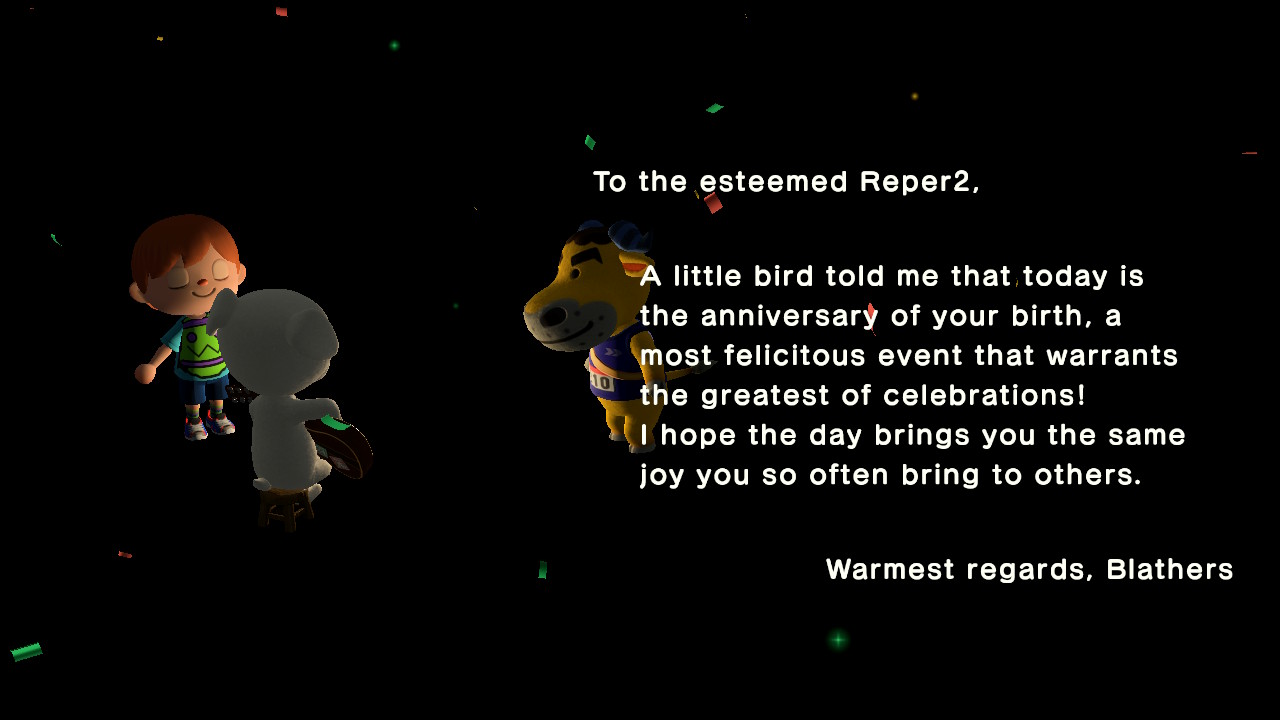 To the esteemed Reper2,
A little bird told me that today is
the anniversary of your birth, a
most felicitous event that warrants
the greatest of celebrations!
I hope the day brings you the same
joy you so often bring to others.
Warmest regards, Blathers
10